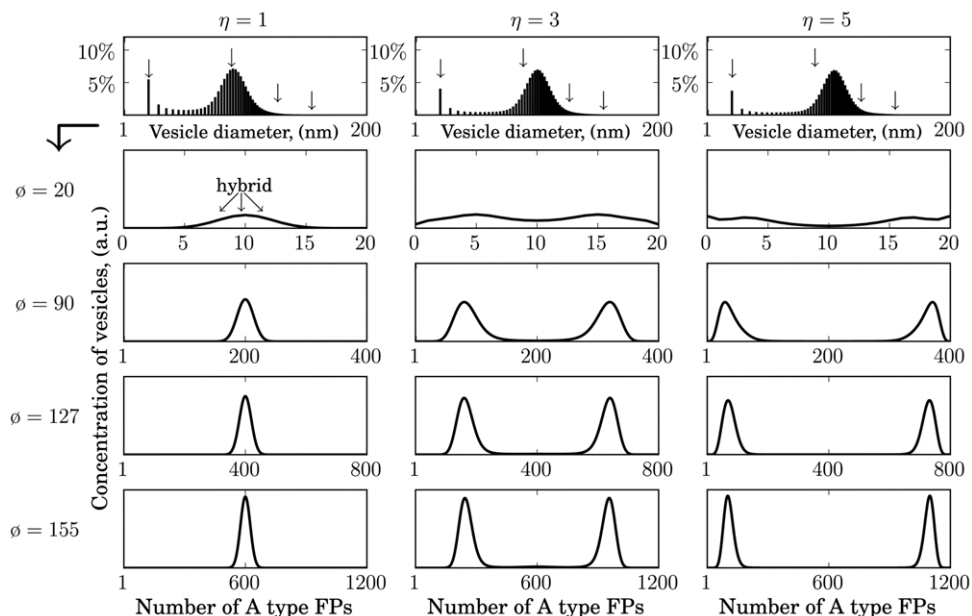 η = 1 η = 3 η = 5
10% 10% 10%
5% 5% 5%
1 Vesicle diameter, (nm) 200 1 Vesicle diameter, (nm) 200 1 Vesicle diameter, (nm) 200
ø = 20
hybrid
0 5 10 15 20 0 5 10 15 20 0 5 10 15 20
Concentration of vesicles, (a.u.)
ø = 90
1 200 400 1 200 400 1 200 400
ø = 127
1 400 800 1 400 800 1 400 800
ø = 155
1 600 1200 1 600 1200 1 600 1200
Number of A type FPs Number of A type FPs Number of A type FPs